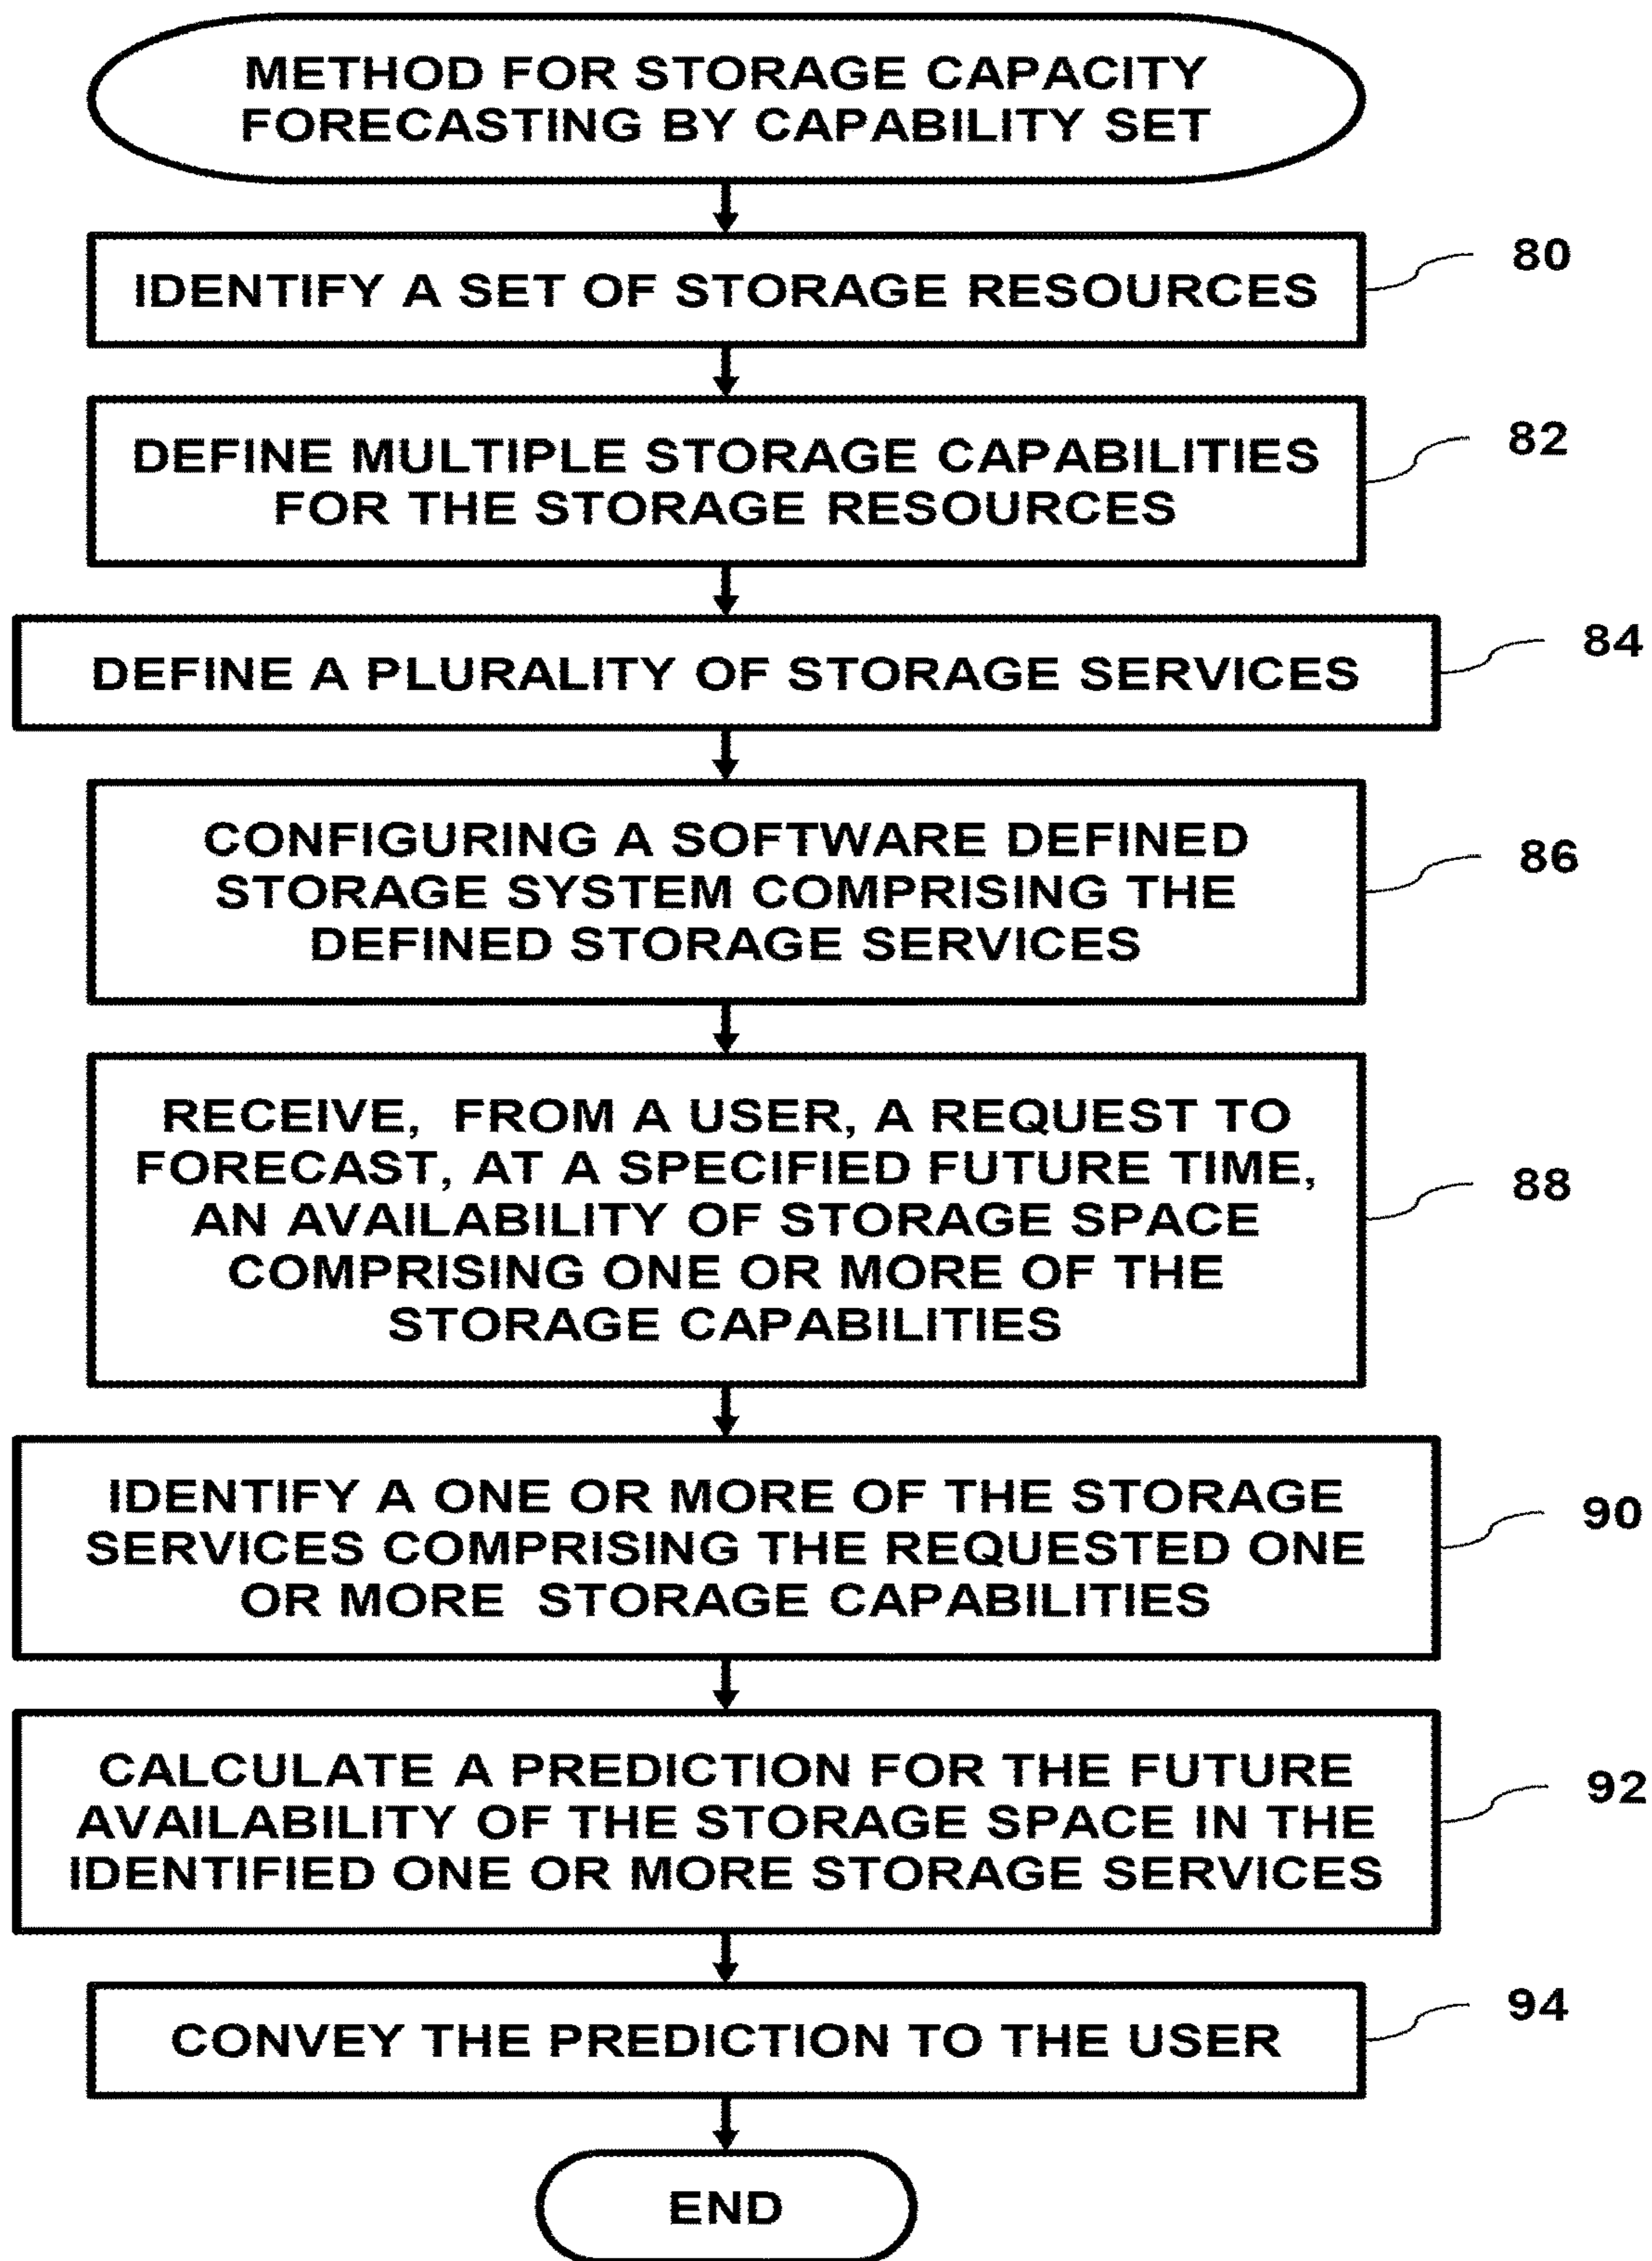 METHOD FOR STORAGE CAPACITY
FORECASTING BY CAPABILITY SET
IDENTIFY A SET OF STORAGE RESOURCES
80
DEFINE MULTIPLE STORAGE CAPABILITIES
FOR THE STORAGE RESOURCES
82
DEFINE A PLURALITY OF STORAGE SERVICES
84
CONFIGURING A SOFTWARE DEFINED
STORAGE SYSTEM COMPRISING THE
DEFINED STORAGE SERVICES
86
RECEIVE, FROM A USER, A REQUEST TO
FORECAST, AT A SPECIFIED FUTURE TIME,
AN AVAILABILITY OF STORAGE SPACE
COMPRISING ONE OR MORE OF THE
STORAGE CAPABILITIES
88
IDENTIFY A ONE OR MORE OF THE STORAGE
SERVICES COMPRISING THE REQUESTED ONE
OR MORE STORAGE CAPABILITIES
90
CALCULATE A PREDICTION FOR THE FUTURE
AVAILABILITY OF THE STORAGE SPACE IN THE
IDENTIFIED ONE OR MORE STORAGE SERVICES
92
CONVEY THE PREDICTION TO THE USER
94
END